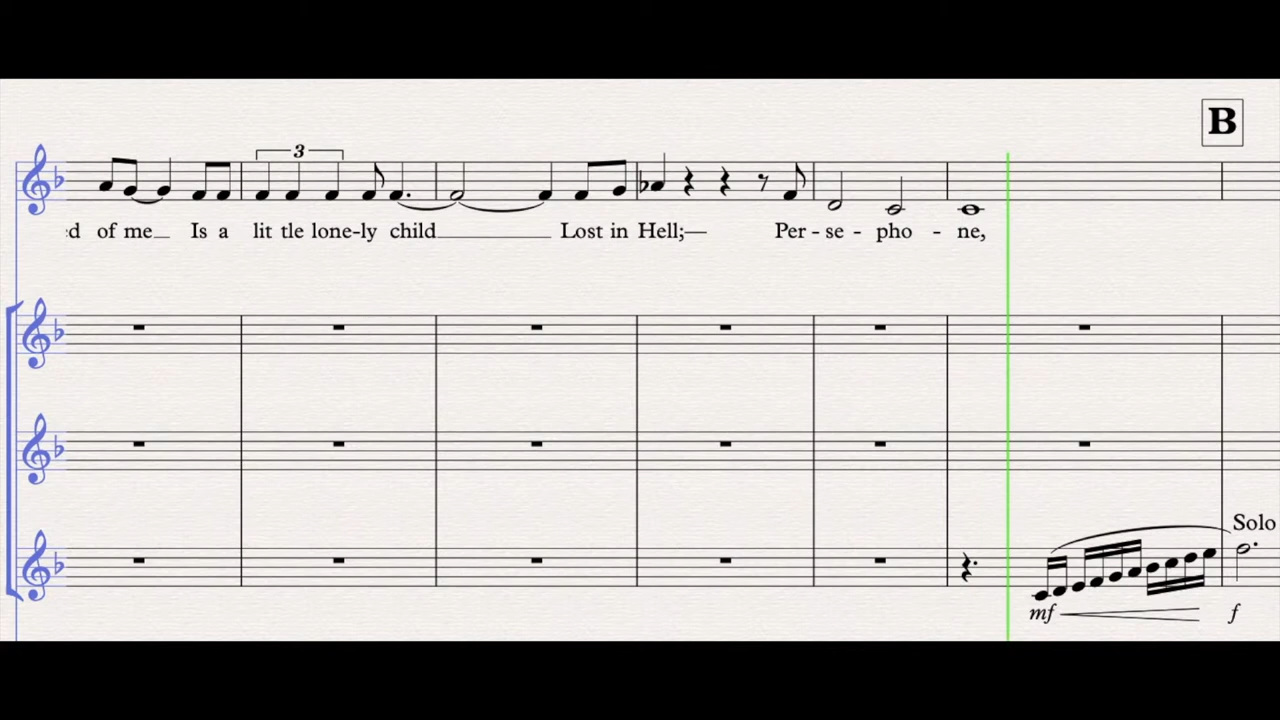 B
3
d of me Is a lit tle lone-ly child Lost in Hell;— Per - se - pho - ne,
Solo
mf f